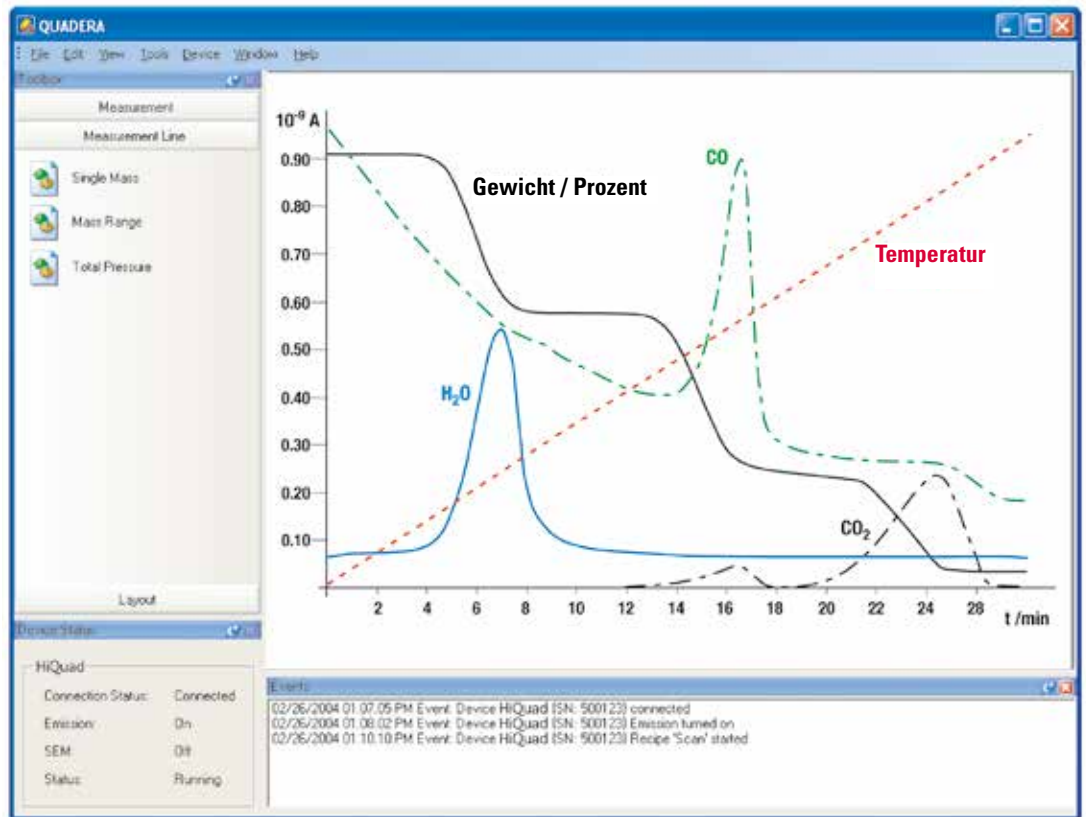 QUADERA
File Edit View Tools Device Window Help
Toolbox
Measurement
Measurement Line
Single Mass
Mass Range
Total Pressure
Layout
Device Status
HiQuad
Connection Status: Connected
Emission: On
SEM: Off
Status: Running
10⁻⁹ A
0.90
0.80
0.70
0.60
0.50
0.40
0.30
0.20
0.10
Gewicht / Prozent
CO
Temperatur
H₂O
CO₂
2 4 6 8 10 12 14 16 18 20 22 24 28
t /min
Events
02/26/2004 01.07.05 PM Event: Device HiQuad (SN: 500123) connected
02/26/2004 01.08.02 PM Event: Device HiQuad (SN: 500123) Emission turned on
02/26/2004 01.10.10 PM Event: Device HiQuad (SN: 500123) Recipe 'Scan' started